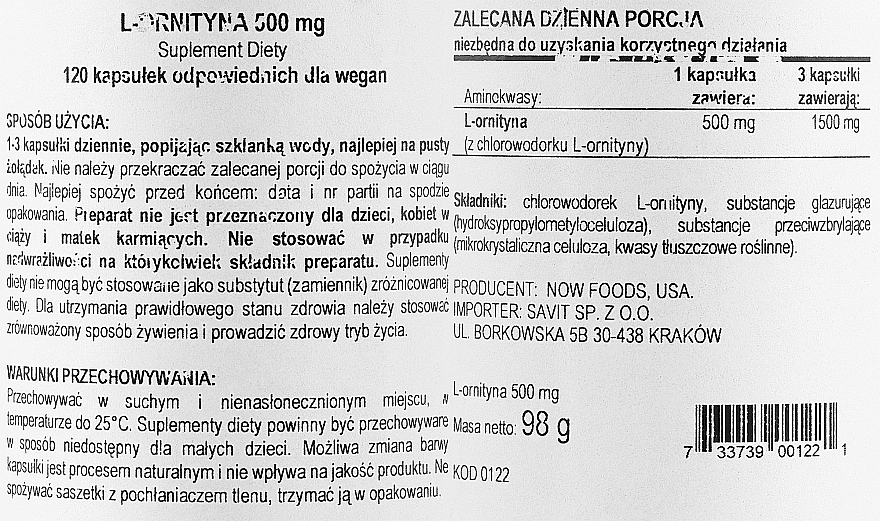 L-ORNITYNA 500 mg
Suplement Diety
120 kapsułek odpowiednich dla wegan
SPOSÓB UŻYCIA:
1-3 kapsułki dziennie, popijając szklanką wody, najlepiej na pusty
żołądek. Nie należy przekraczać zalecanej porcji do spożycia w ciągu
dnia. Najlepiej spożyć przed końcem: data i nr partii na spodzie
opakowania. Preparat nie jest przeznaczony dla dzieci, kobiet w
ciąży i matek karmiących. Nie stosować w przypadku
nadwrażliwości na którykolwiek składnik preparatu. Suplementy
diety nie mogą być stosowane jako substytut (zamiennik) zróżnicowanej
diety. Dla utrzymania prawidłowego stanu zdrowia należy stosować
zrównoważony sposób żywienia i prowadzić zdrowy tryb życia.
WARUNKI PRZECHOWYWANIA:
Przechowywać w suchym i nienasłonecznionym miejscu, w
temperaturze do 25°C. Suplementy diety powinny być przechowywane
w sposób niedostępny dla małych dzieci. Możliwa zmiana barwy
kapsułki jest procesem naturalnym i nie wpływa na jakość produktu. Nie
spożywać saszetki z pochłaniaczem tlenu, trzymać ją w opakowaniu.
ZALECANA DZIENNA PORCJA
niezbędna do uzyskania korzystnego działania
1 kapsułka 3 kapsułki
Aminokwasy: zawiera: zawierają:
L-ornityna 500 mg 1500 mg
(z chlorowodorku L-ornityny)
Składniki: chlorowodorek L-ornityny, substancje glazurujące
(hydroksypropylometyloceluloza), substancje przeciwzbrylające
(mikrokrystaliczna celuloza, kwasy tłuszczowe roślinne).
PRODUCENT: NOW FOODS, USA.
IMPORTER: SAVIT SP. Z O.O.
UL. BORKOWSKA 5B 30-438 KRAKÓW
L-ornityna 500 mg
Masa netto: 98 g
KOD 0122
7 33739 00122 1